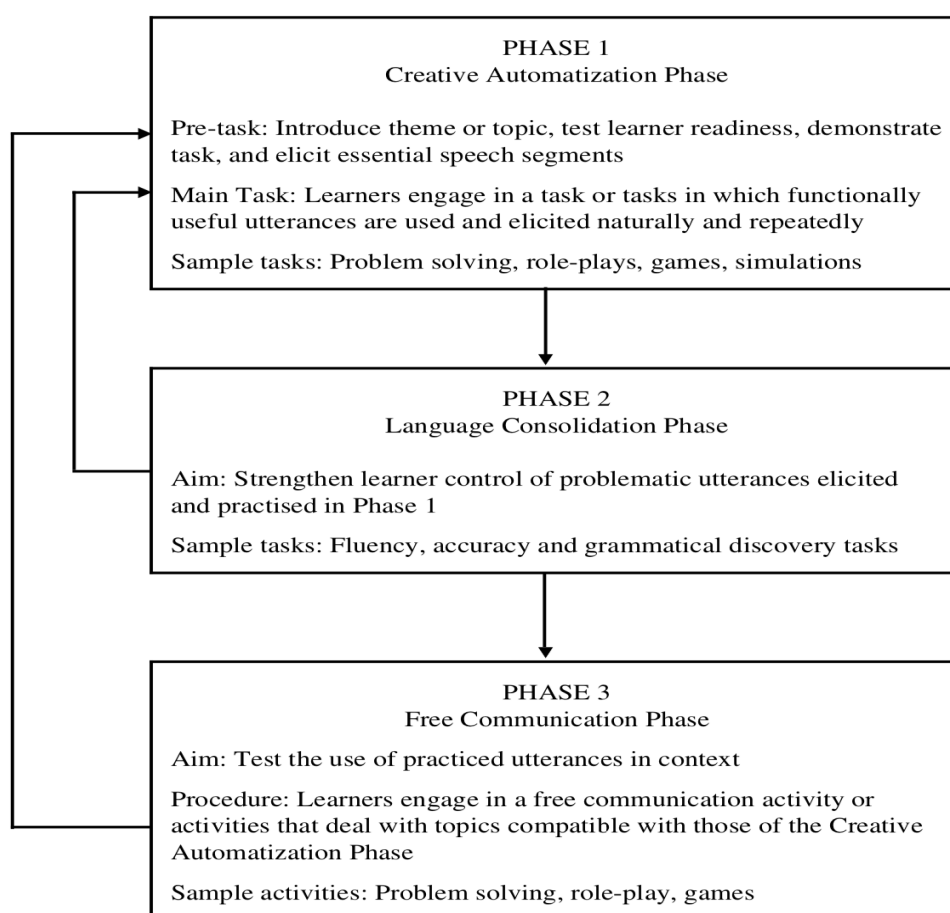 PHASE 1
Creative Automatization Phase
Pre-task: Introduce theme or topic, test learner readiness, demonstrate
task, and elicit essential speech segments
Main Task: Learners engage in a task or tasks in which functionally
useful utterances are used and elicited naturally and repeatedly
Sample tasks: Problem solving, role-plays, games, simulations
PHASE 2
Language Consolidation Phase
Aim: Strengthen learner control of problematic utterances elicited
and practised in Phase 1
Sample tasks: Fluency, accuracy and grammatical discovery tasks
PHASE 3
Free Communication Phase
Aim: Test the use of practiced utterances in context
Procedure: Learners engage in a free communication activity or
activities that deal with topics compatible with those of the Creative
Automatization Phase
Sample activities: Problem solving, role-play, games